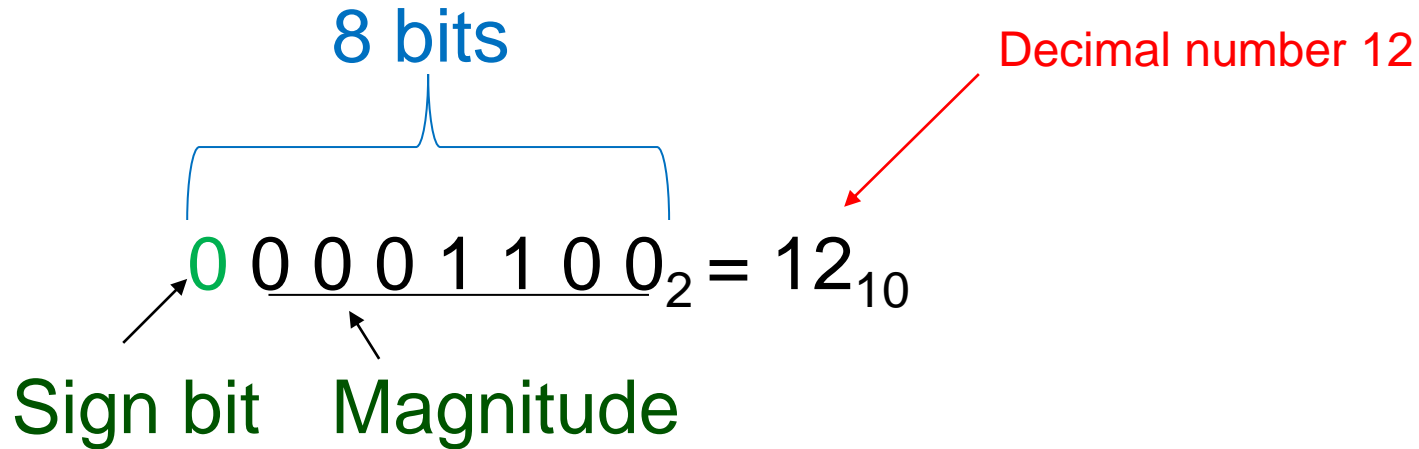 8 bits
Decimal number 12
0 0 0 0 1 1 0 0₂ = 12₁₀
Sign bit Magnitude